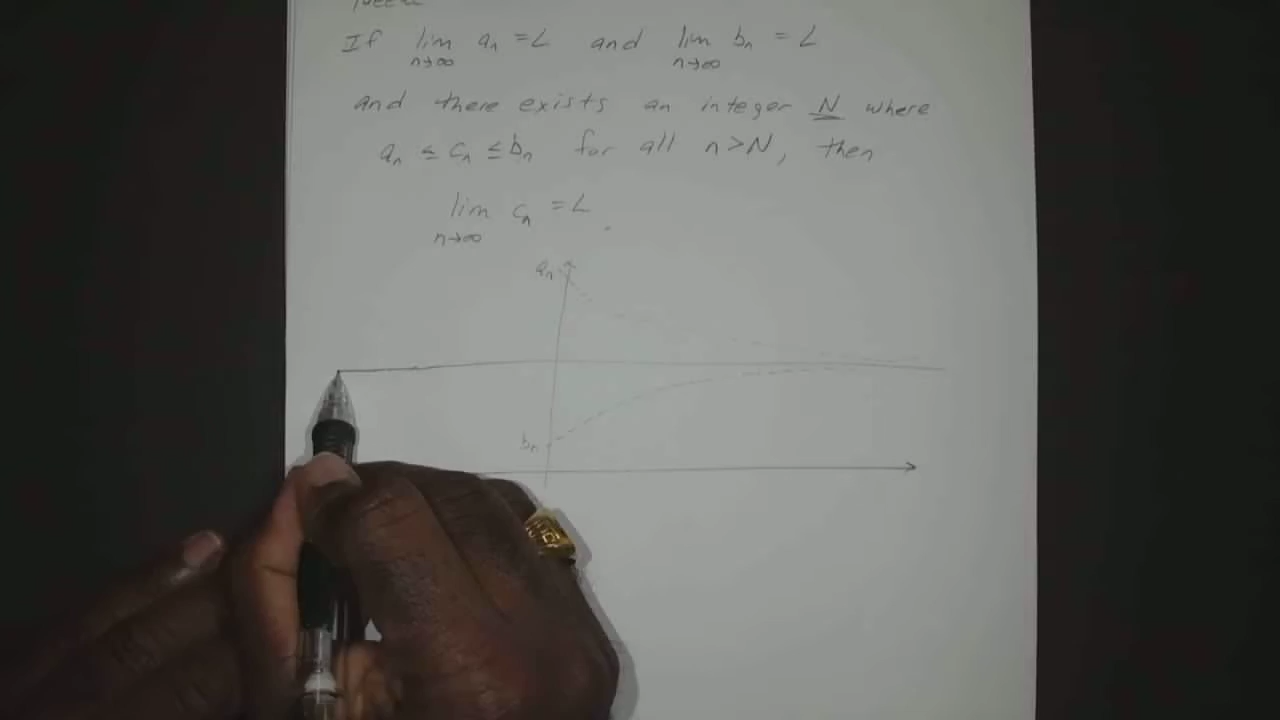 If lim aₙ = L and lim bₙ = L
n→∞ n→∞
and there exists an integer N where
aₙ ≤ cₙ ≤ bₙ for all n > N, then
lim cₙ = L.
n→∞
aₙ
bₙ